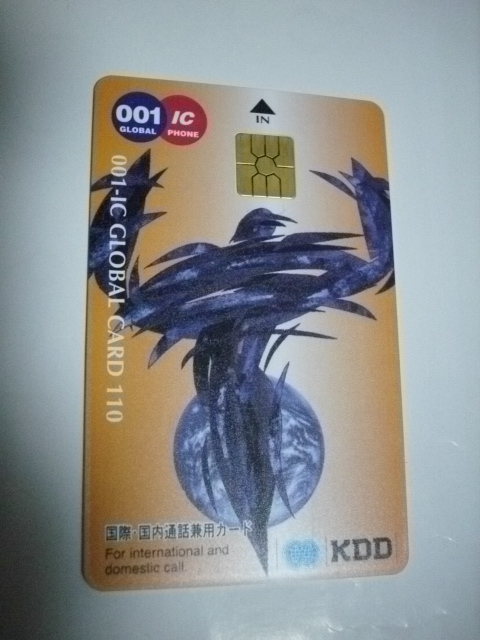 001
GLOBAL
IC
PHONE
IN
001-IC GLOBAL CARD 110
国際・国内通話兼用カード
For international and
domestic call.
KDD